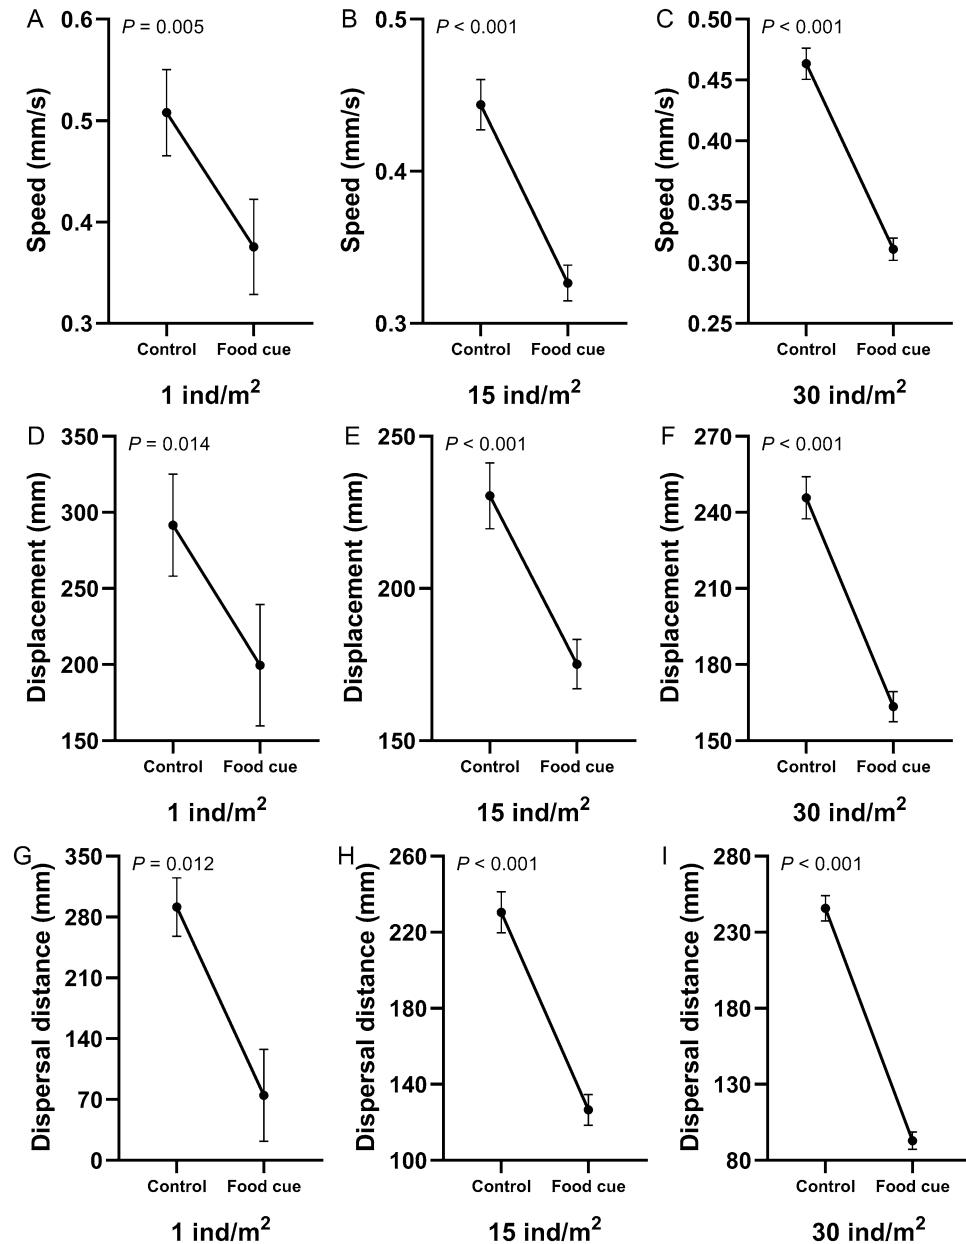 A
P = 0.005
Speed (mm/s)
0.6
0.5
0.4
0.3
Control Food cue
1 ind/m²
B
P < 0.001
Speed (mm/s)
0.5
0.4
0.3
Control Food cue
15 ind/m²
C
P < 0.001
Speed (mm/s)
0.50
0.45
0.40
0.35
0.30
0.25
Control Food cue
30 ind/m²
D
P = 0.014
Displacement (mm)
350
300
250
200
150
Control Food cue
1 ind/m²
E
P < 0.001
Displacement (mm)
250
200
150
Control Food cue
15 ind/m²
F
P < 0.001
Displacement (mm)
270
240
210
180
150
Control Food cue
30 ind/m²
G
P = 0.012
Dispersal distance (mm)
350
280
210
140
70
0
Control Food cue
1 ind/m²
H
P < 0.001
Dispersal distance (mm)
260
220
180
140
100
Control Food cue
15 ind/m²
I
P < 0.001
Dispersal distance (mm)
280
230
180
130
80
Control Food cue
30 ind/m²